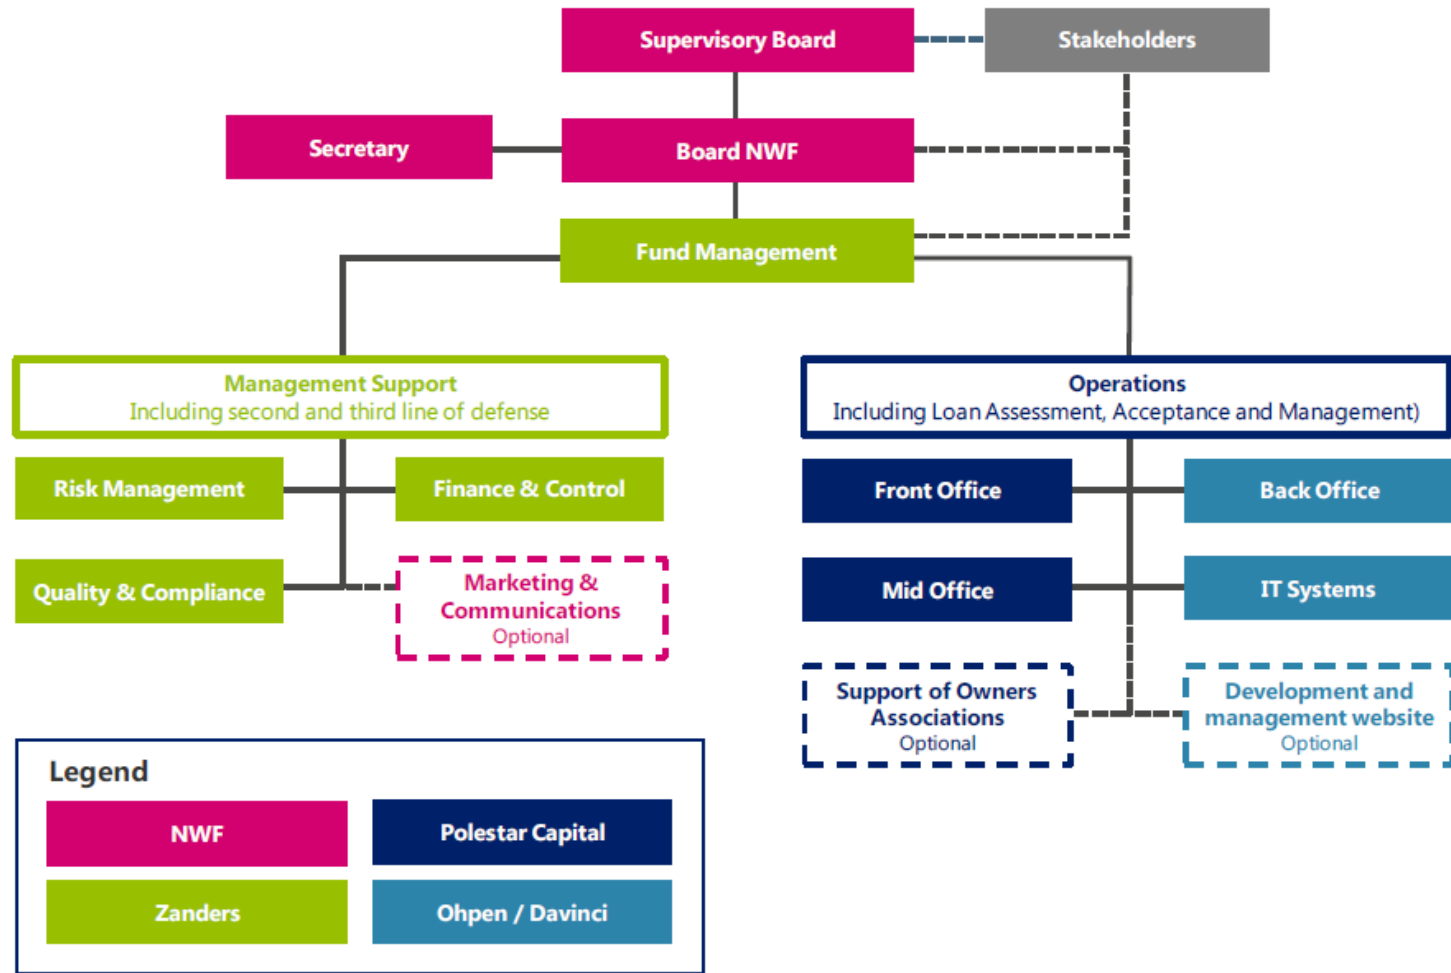 Supervisory Board
Stakeholders
Secretary
Board NWF
Fund Management
Management Support
Including second and third line of defense
Operations
Including Loan Assessment, Acceptance and Management)
Risk Management
Finance & Control
Front Office
Back Office
Quality & Compliance
Marketing &
Communications
Optional
Mid Office
IT Systems
Support of Owners
Associations
Optional
Development and
management website
Optional
Legend
NWF
Polestar Capital
Zanders
Ohpen / Davinci